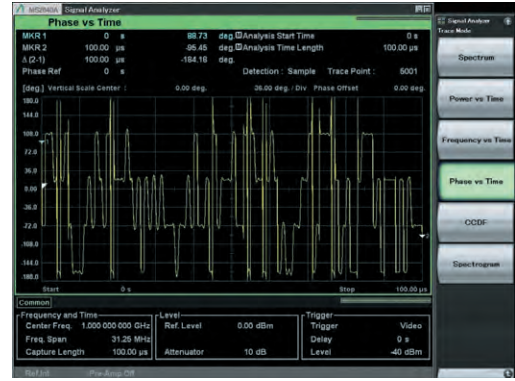 MS2840A Signal Analyzer
Phase vs Time
MKR 1 0 s 88.73 deg. Analysis Start Time 0 s
MKR 2 100.00 µs -95.45 deg. Analysis Time Length 100.00 µs
Δ (2-1) 100.00 µs -184.18 deg.
Phase Ref 0 s Detection : Sample Trace Point : 5001
[deg.] Vertical Scale Center : 0.00 deg. 36.00 deg. / Div Phase Offset 0.00 deg.
180.0
144.0
108.0
72.0
36.0
0.00
-36.0
-72.0
-108.0
-144.0
-180.0
Start 0 s Stop 100.00 µs
Common
Frequency and Time
Center Freq. 1.000 000 000 GHz
Freq. Span 31.25 MHz
Capture Length 100.00 µs
Level
Ref. Level 0.00 dBm
Attenuator 10 dB
Trigger
Trigger Video
Delay 0 s
Level -40 dBm
Ref.Int Pre-Amp Off
Signal Analyzer
Trace Mode
Spectrum
Power vs Time
Frequency vs Time
Phase vs Time
CCDF
Spectrogram